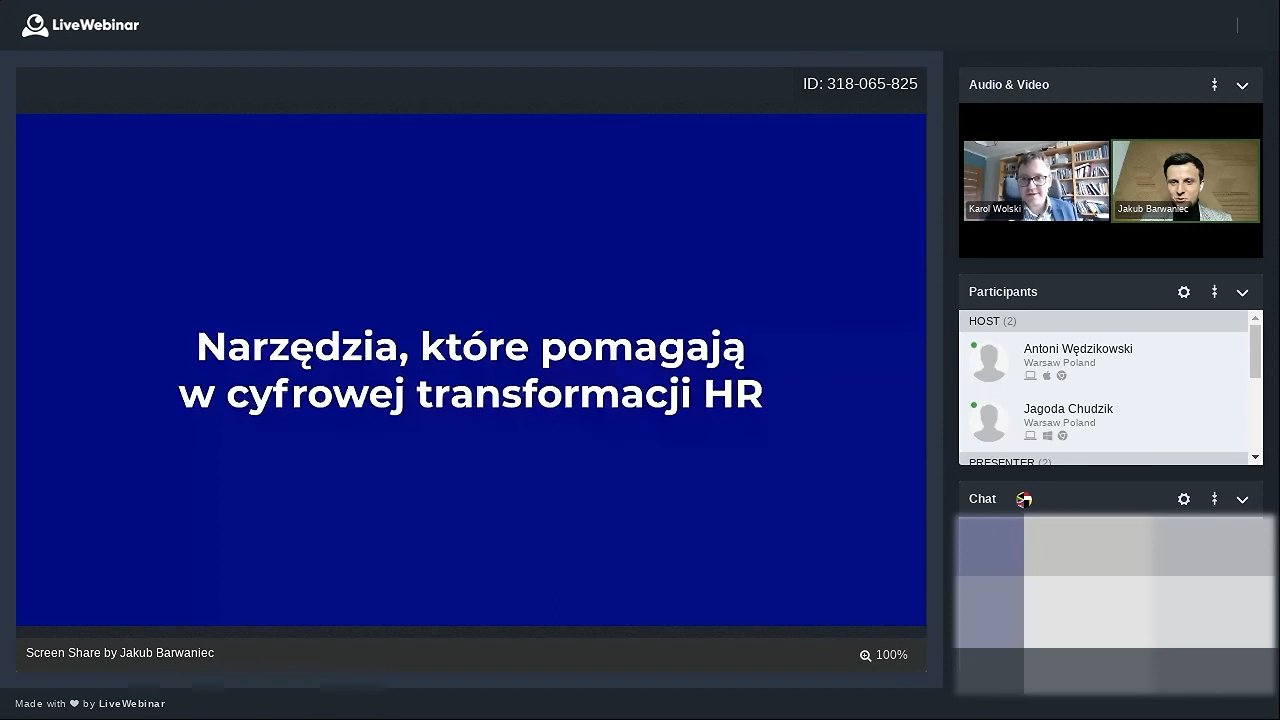 LiveWebinar
ID: 318-065-825
Narzędzia, które pomagają
w cyfrowej transformacji HR
Screen Share by Jakub Barwaniec
100%
Made with ❤ by LiveWebinar
Audio & Video
Karol Wolski
Jakub Barwaniec
Participants
HOST (2)
Antoni Wędzikowski
Warsaw Poland
Jagoda Chudzik
Warsaw Poland
PRESENTER (2)
Chat